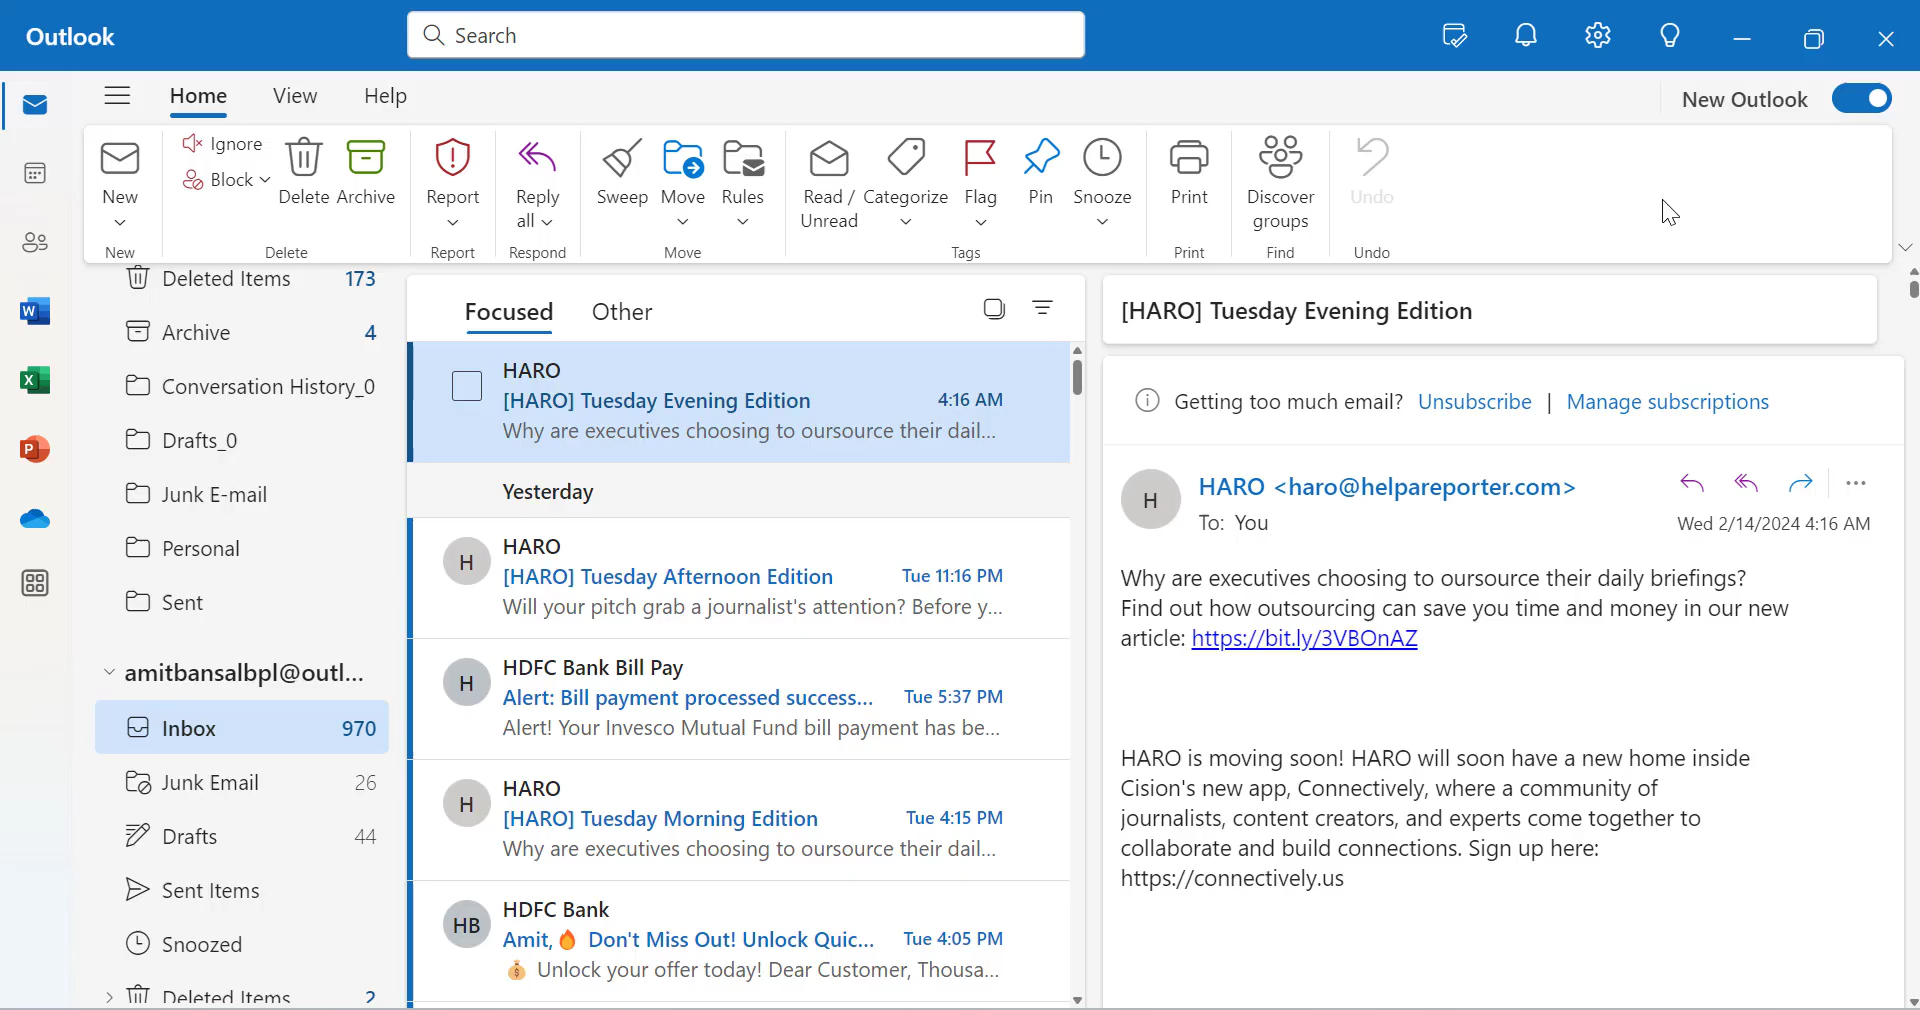 Outlook
Search
Home View Help
New Outlook
New
New
Ignore
Block
Delete
Archive
Delete
Report
Report
Reply
all
Respond
Sweep
Move
Rules
Move
Read /
Unread
Categorize
Flag
Pin
Snooze
Tags
Print
Print
Discover
groups
Find
Undo
Undo
Deleted Items 173
Archive 4
Conversation History_0
Drafts_0
Junk E-mail
Personal
Sent
amitbansalbpl@outl...
Inbox 970
Junk Email 26
Drafts 44
Sent Items
Snoozed
Deleted Items 2
Focused Other
HARO
[HARO] Tuesday Evening Edition 4:16 AM
Why are executives choosing to oursource their dail...
Yesterday
H
HARO
[HARO] Tuesday Afternoon Edition Tue 11:16 PM
Will your pitch grab a journalist's attention? Before y...
H
HDFC Bank Bill Pay
Alert: Bill payment processed success... Tue 5:37 PM
Alert! Your Invesco Mutual Fund bill payment has be...
H
HARO
[HARO] Tuesday Morning Edition Tue 4:15 PM
Why are executives choosing to oursource their dail...
HB
HDFC Bank
Amit,🔥 Don't Miss Out! Unlock Quic... Tue 4:05 PM
💰 Unlock your offer today! Dear Customer, Thousa...
[HARO] Tuesday Evening Edition
Getting too much email? Unsubscribe | Manage subscriptions
H
HARO <haro@helpareporter.com>
To: You
Wed 2/14/2024 4:16 AM
Why are executives choosing to oursource their daily briefings?
Find out how outsourcing can save you time and money in our new
article: https://bit.ly/3VBOnAZ
HARO is moving soon! HARO will soon have a new home inside
Cision's new app, Connectively, where a community of
journalists, content creators, and experts come together to
collaborate and build connections. Sign up here:
https://connectively.us
W
X
P